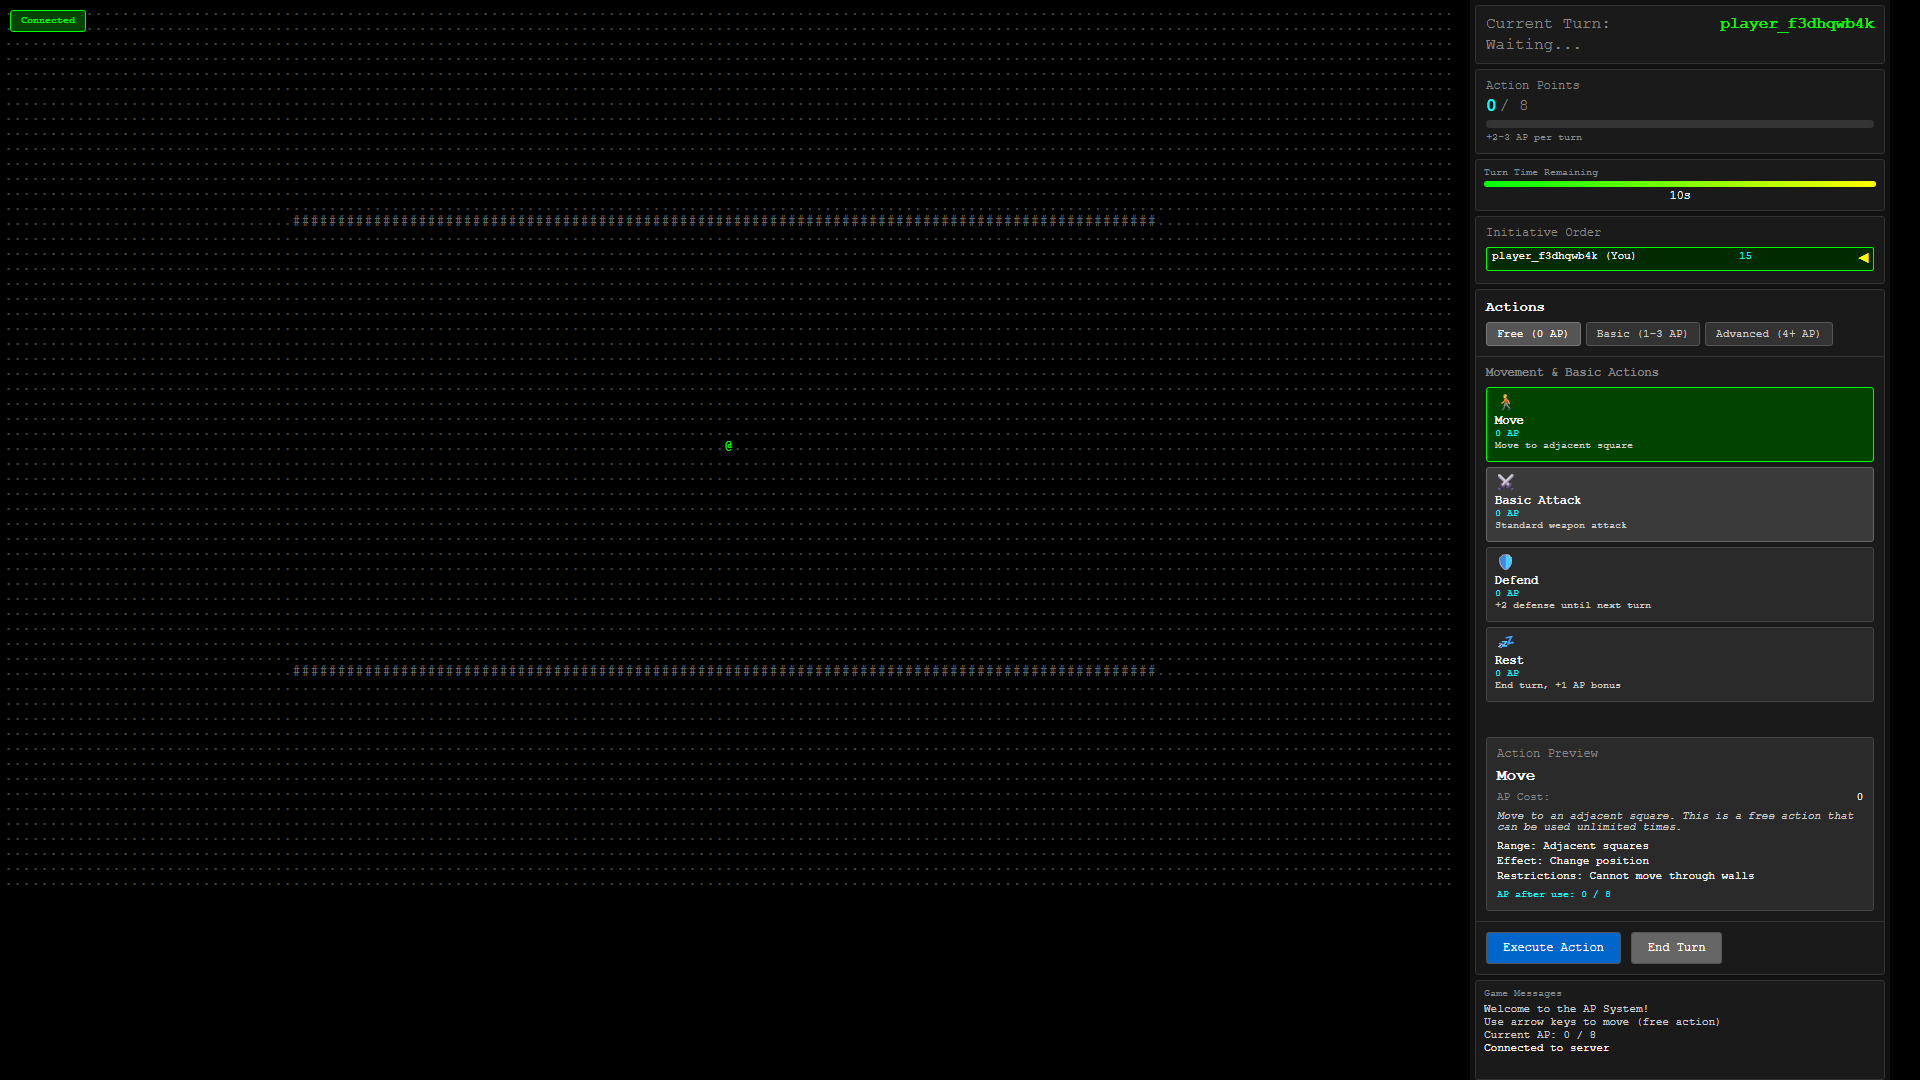 Connected
################################################################################################
@
################################################################################################
Current Turn: player_f3dhqwb4k
Waiting...
Action Points
0 / 8
+2-3 AP per turn
Turn Time Remaining
10s
Initiative Order
player_f3dhqwb4k (You) 15 ◀
Actions
Free (0 AP) Basic (1-3 AP) Advanced (4+ AP)
Movement & Basic Actions
Move
0 AP
Move to adjacent square
Basic Attack
0 AP
Standard weapon attack
Defend
0 AP
+2 defense until next turn
Rest
0 AP
End turn, +1 AP bonus
Action Preview
Move
AP Cost: 0
Move to an adjacent square. This is a free action that
can be used unlimited times.
Range: Adjacent squares
Effect: Change position
Restrictions: Cannot move through walls
AP after use: 0 / 8
Execute Action End Turn
Game Messages
Welcome to the AP System!
Use arrow keys to move (free action)
Current AP: 0 / 8
Connected to server